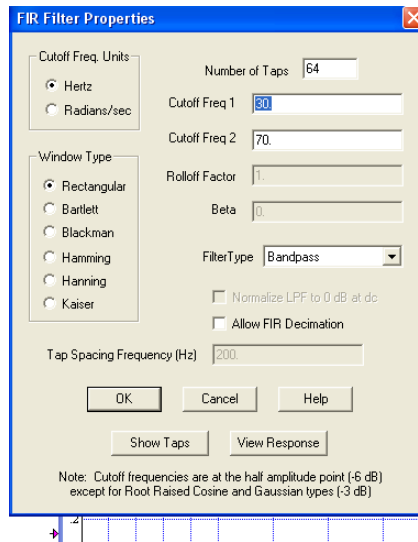 FIR Filter Properties
Cutoff Freq. Units
Hertz
Radians/sec
Number of Taps 64
Cutoff Freq 1 30.
Cutoff Freq 2 70.
Window Type
Rectangular
Bartlett
Blackman
Hamming
Hanning
Kaiser
Rolloff Factor 1.
Beta 0.
FilterType Bandpass
Normalize LPF to 0 dB at dc
Allow FIR Decimation
Tap Spacing Frequency (Hz) 200.
OK Cancel Help
Show Taps View Response
Note: Cutoff frequencies are at the half amplitude point (-6 dB)
except for Root Raised Cosine and Gaussian types (-3 dB)
.2